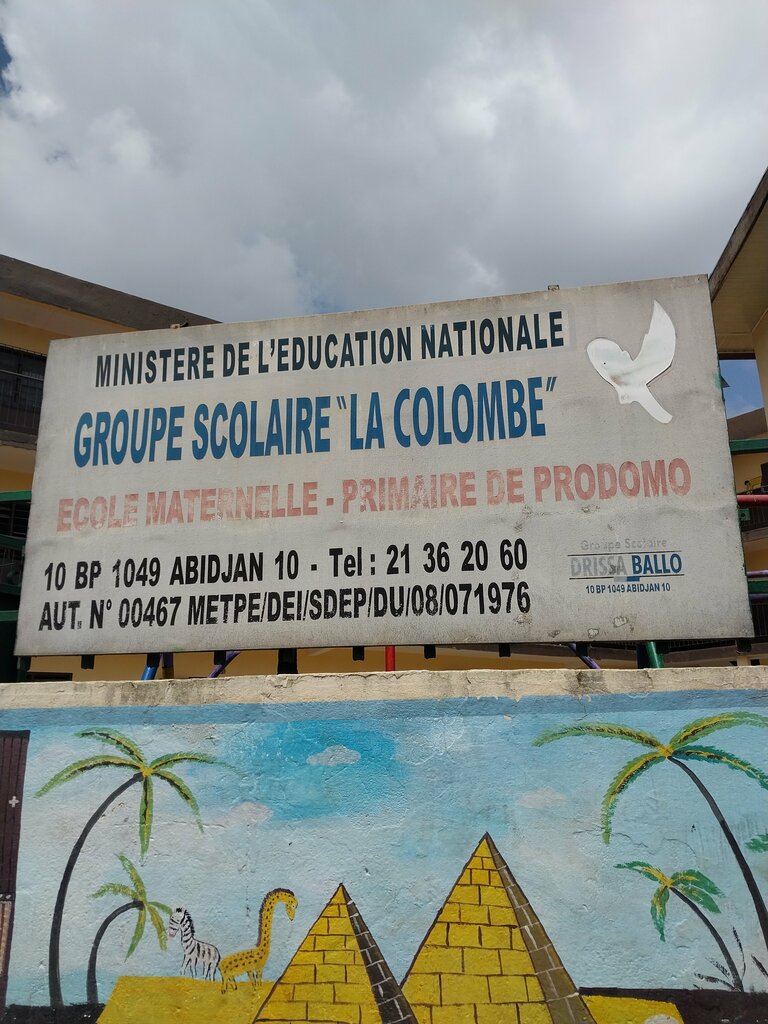 MINISTERE DE L'EDUCATION NATIONALE
GROUPE SCOLAIRE "LA COLOMBE"
ECOLE MATERNELLE - PRIMAIRE DE PRODOMO
10 BP 1049 ABIDJAN 10 - Tel : 21 36 20 60
AUT. N° 00467 METPE/DEI/SDEP/DU/08/071976
Groupe Scolaire
DRISSA BALLO
10 BP 1049 ABIDJAN 10